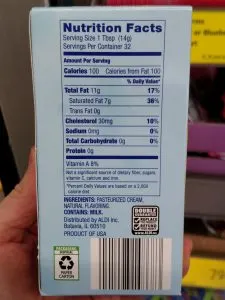 Nutrition Facts
Serving Size 1 Tbsp (14g)
Servings Per Container 32
Amount Per Serving
Calories 100 Calories from Fat 100
% Daily Value*
Total Fat 11g 17%
Saturated Fat 7g 36%
Trans Fat 0g
Cholesterol 30mg 10%
Sodium 0mg 0%
Total Carbohydrate 0g 0%
Protein 0g
Vitamin A 8%
Not a significant source of dietary fiber, sugars,
vitamin C, calcium and iron.
*Percent Daily Values are based on a 2,000
calorie diet.
INGREDIENTS: PASTEURIZED CREAM,
NATURAL FLAVORING.
CONTAINS: MILK.
Distributed by ALDI Inc.
Batavia, IL 60510
PRODUCT OF USA
DOUBLE
GUARANTEE
REPLACE
REFUND
PAPER
CARTON